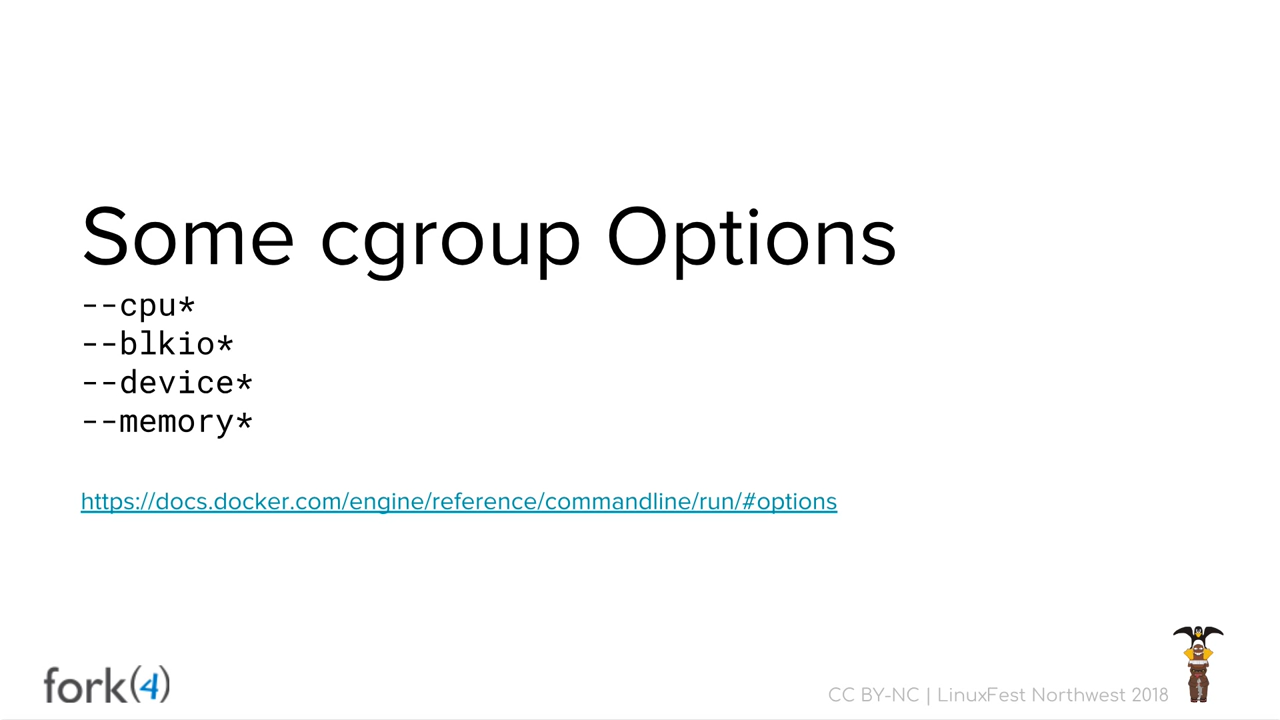 Some cgroup Options
--cpu*
--blkio*
--device*
--memory*
https://docs.docker.com/engine/reference/commandline/run/#options
fork(4)
CC BY-NC | LinuxFest Northwest 2018